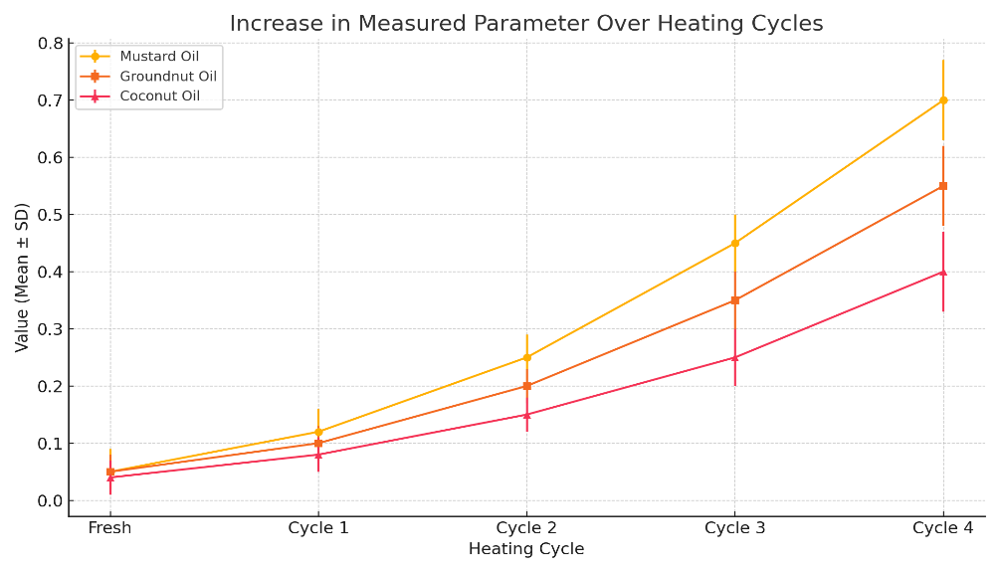 Increase in Measured Parameter Over Heating Cycles
Mustard Oil
Groundnut Oil
Coconut Oil
Value (Mean ± SD)
0.8
0.7
0.6
0.5
0.4
0.3
0.2
0.1
0.0
Fresh Cycle 1 Cycle 2 Cycle 3 Cycle 4
Heating Cycle